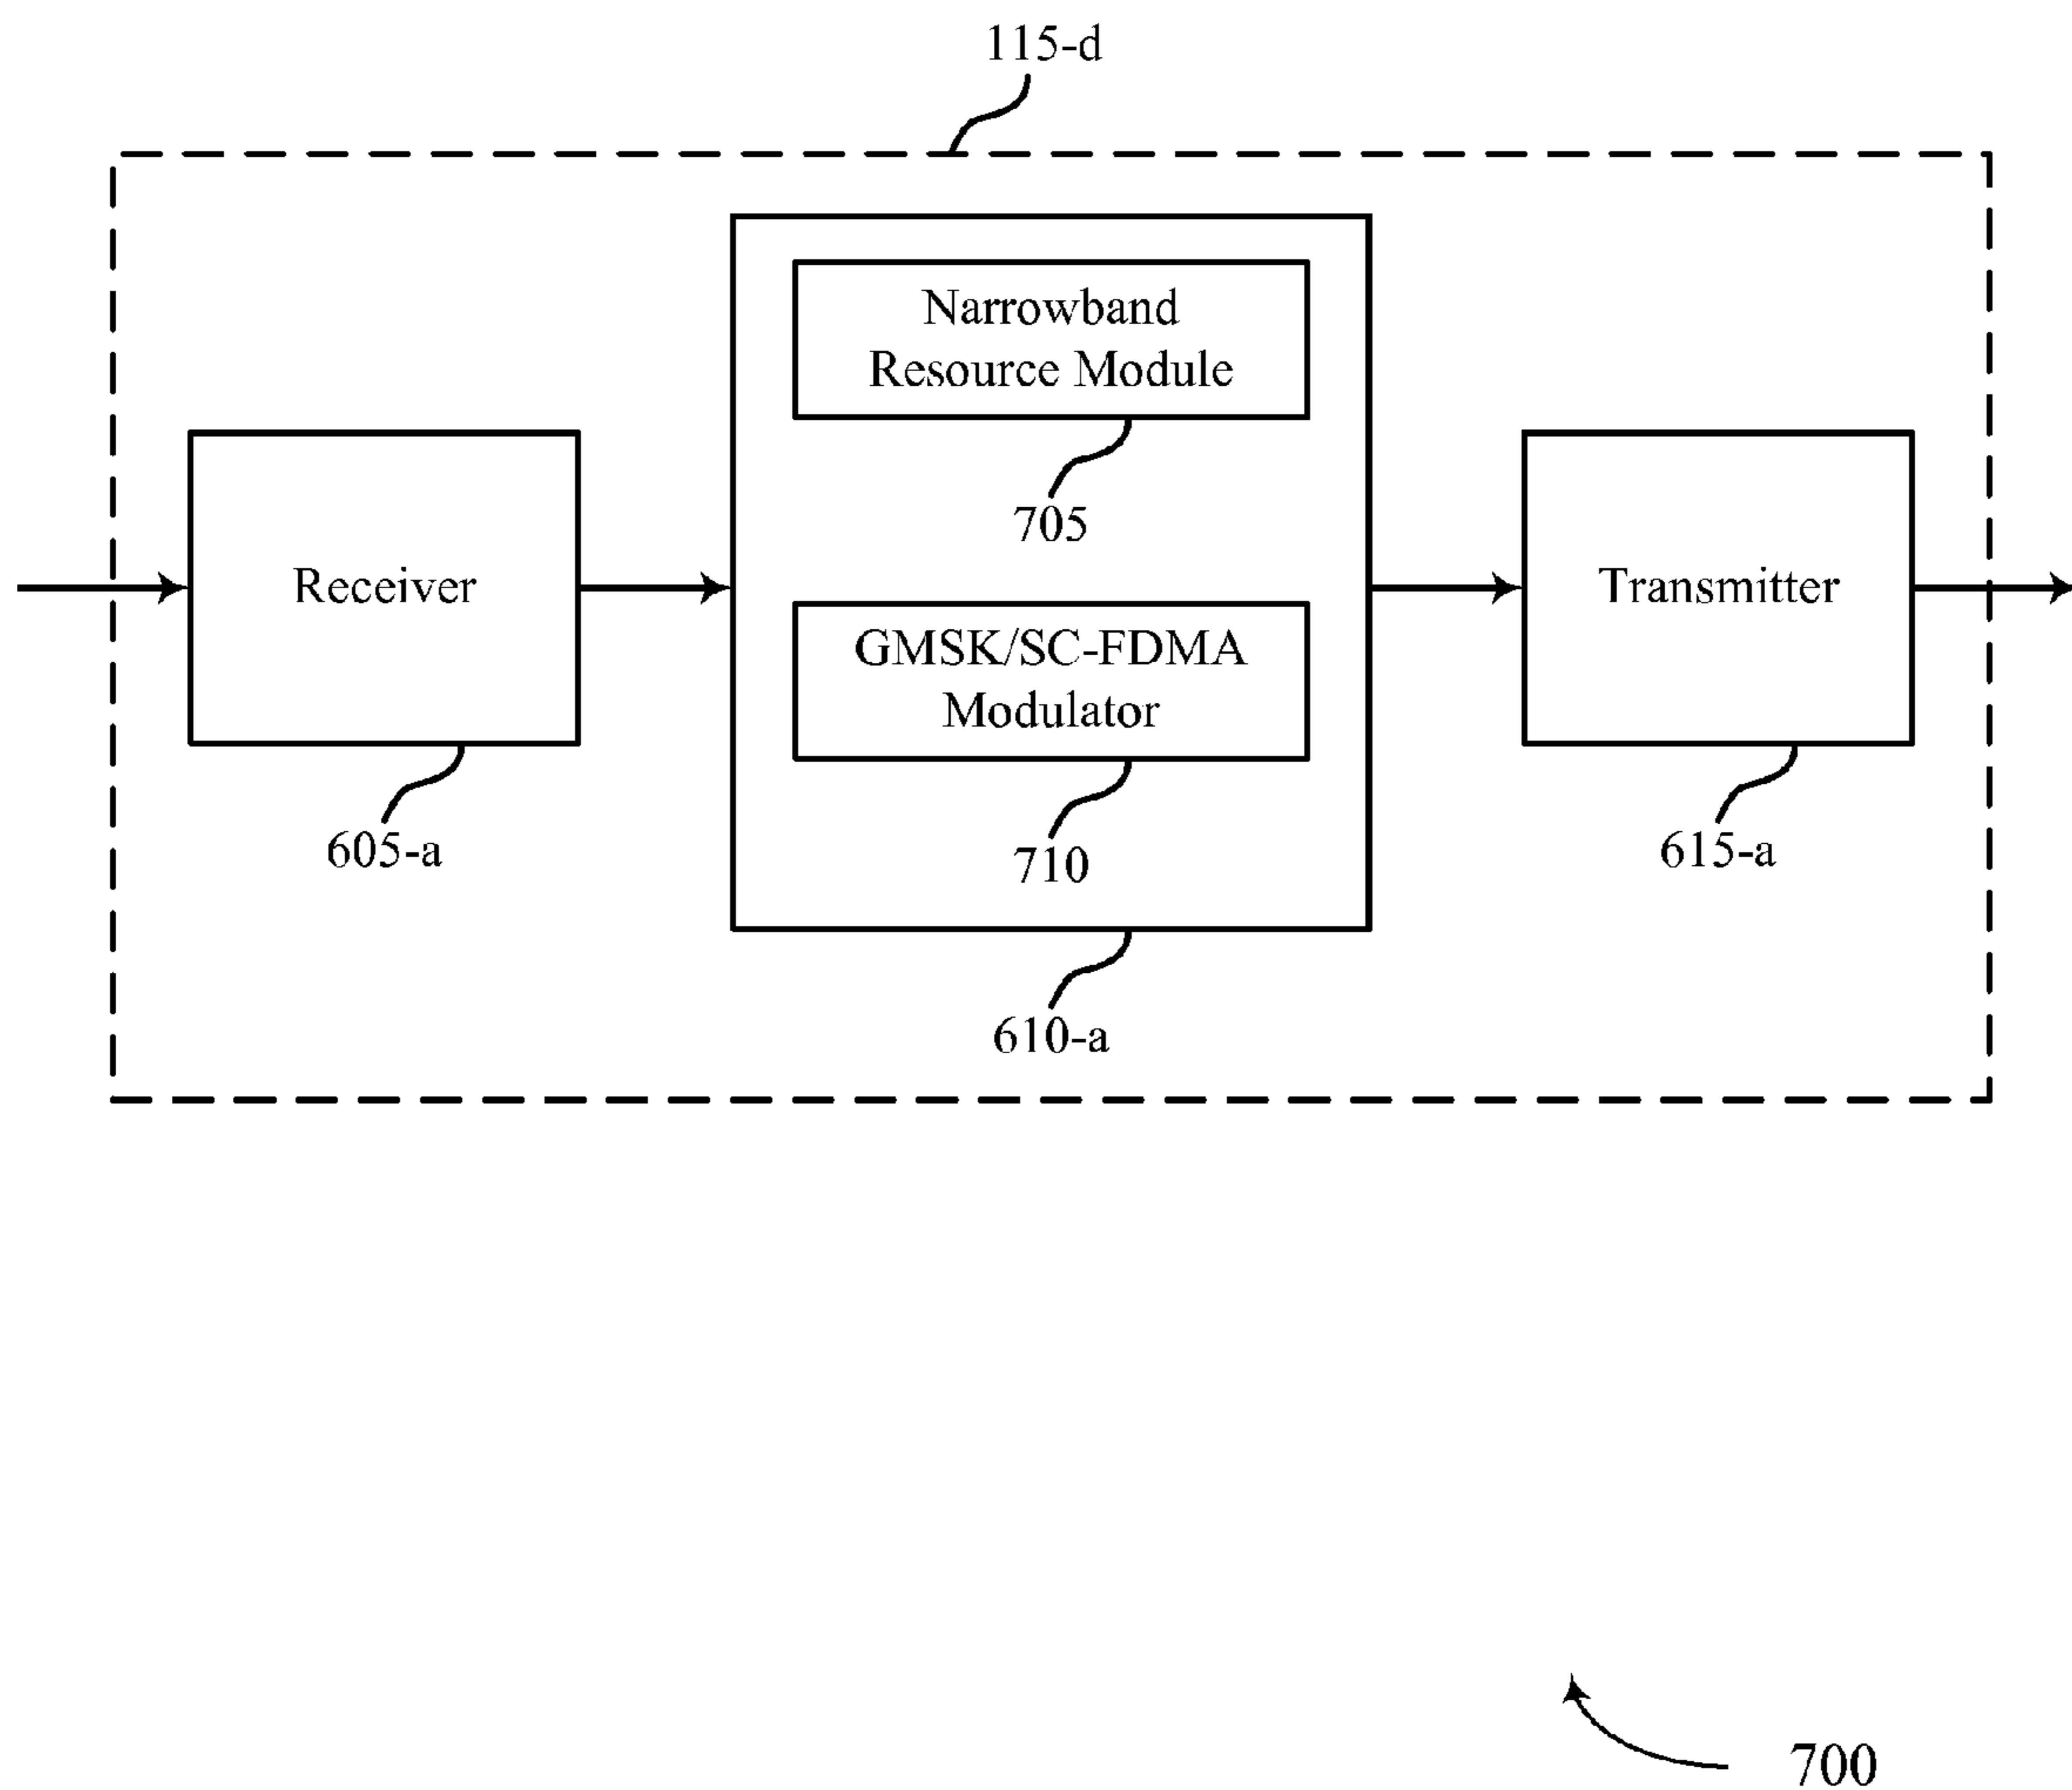 115-d
Narrowband
Resource Module
705
Receiver
GMSK/SC-FDMA
Modulator
Transmitter
605-a
710
615-a
610-a
700